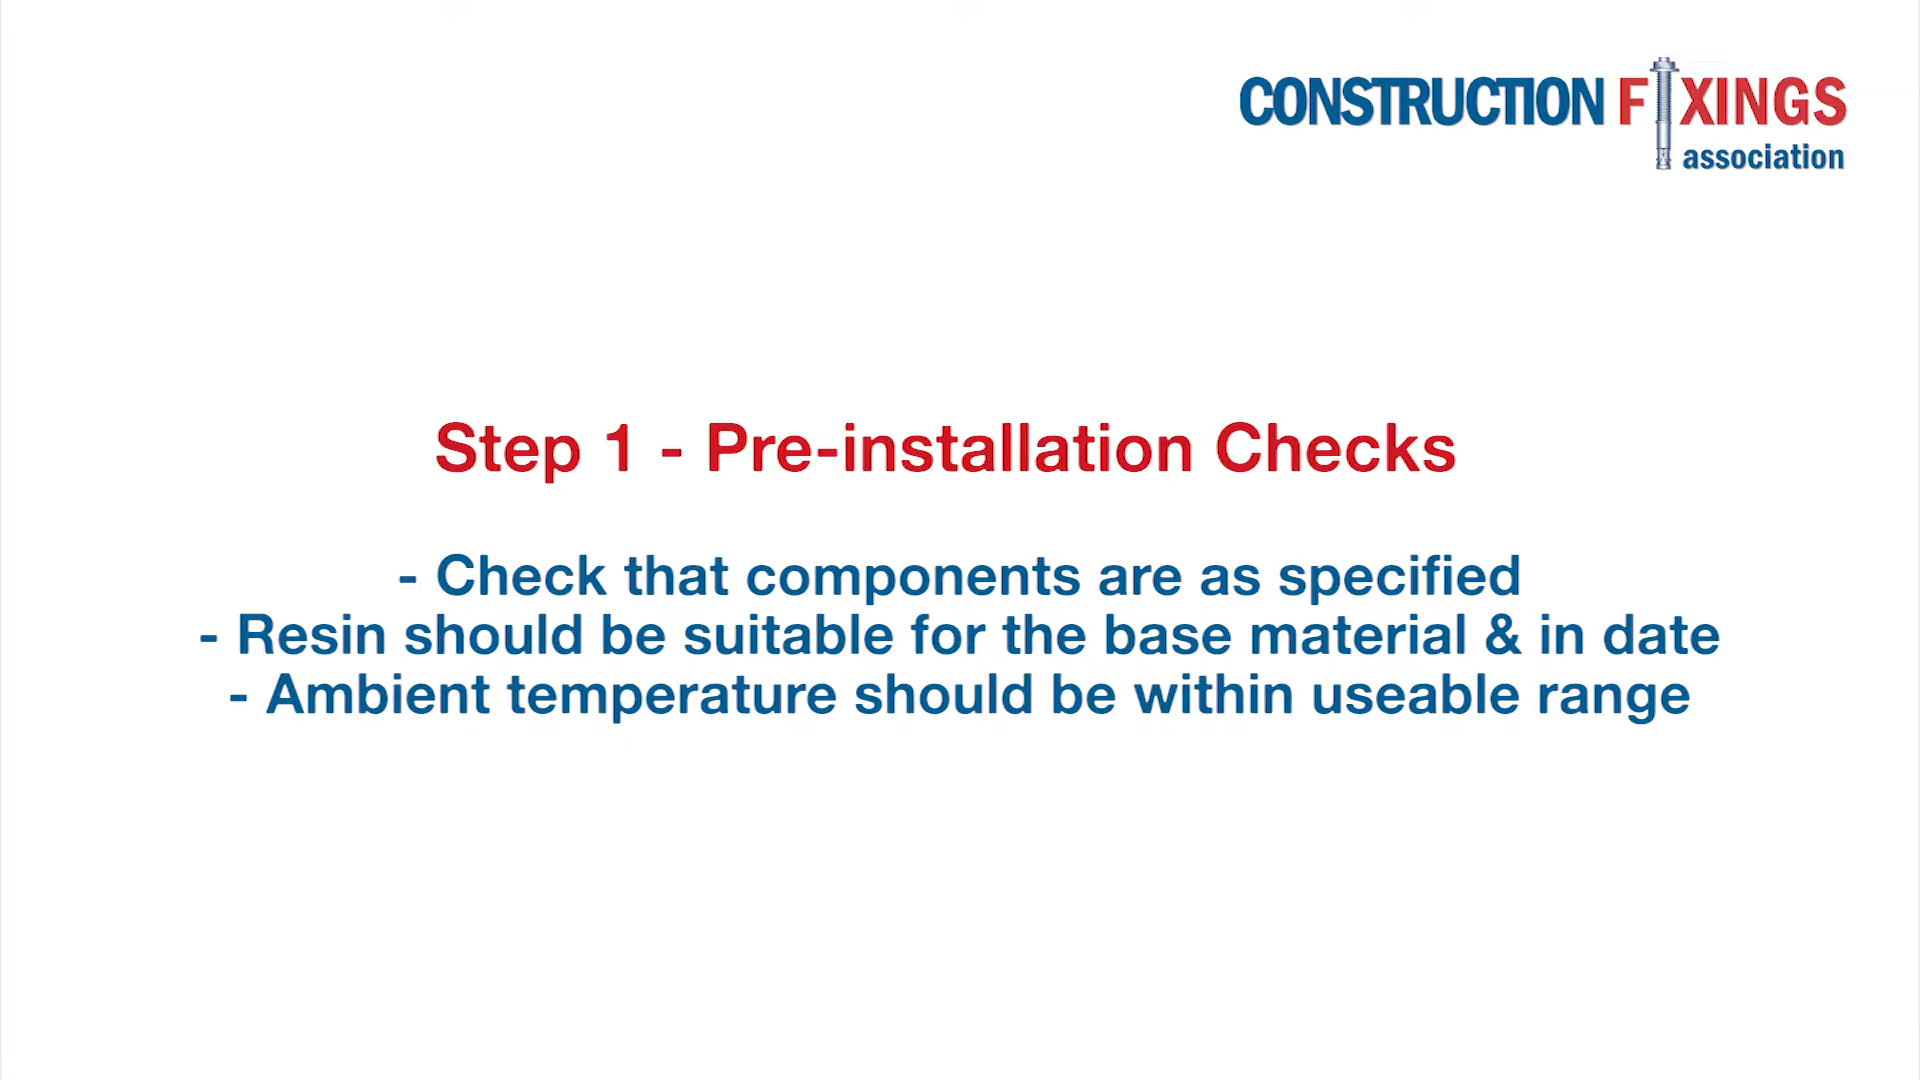 CONSTRUCTION FIXINGS
association
Step 1 - Pre-installation Checks
- Check that components are as specified
- Resin should be suitable for the base material & in date
- Ambient temperature should be within useable range